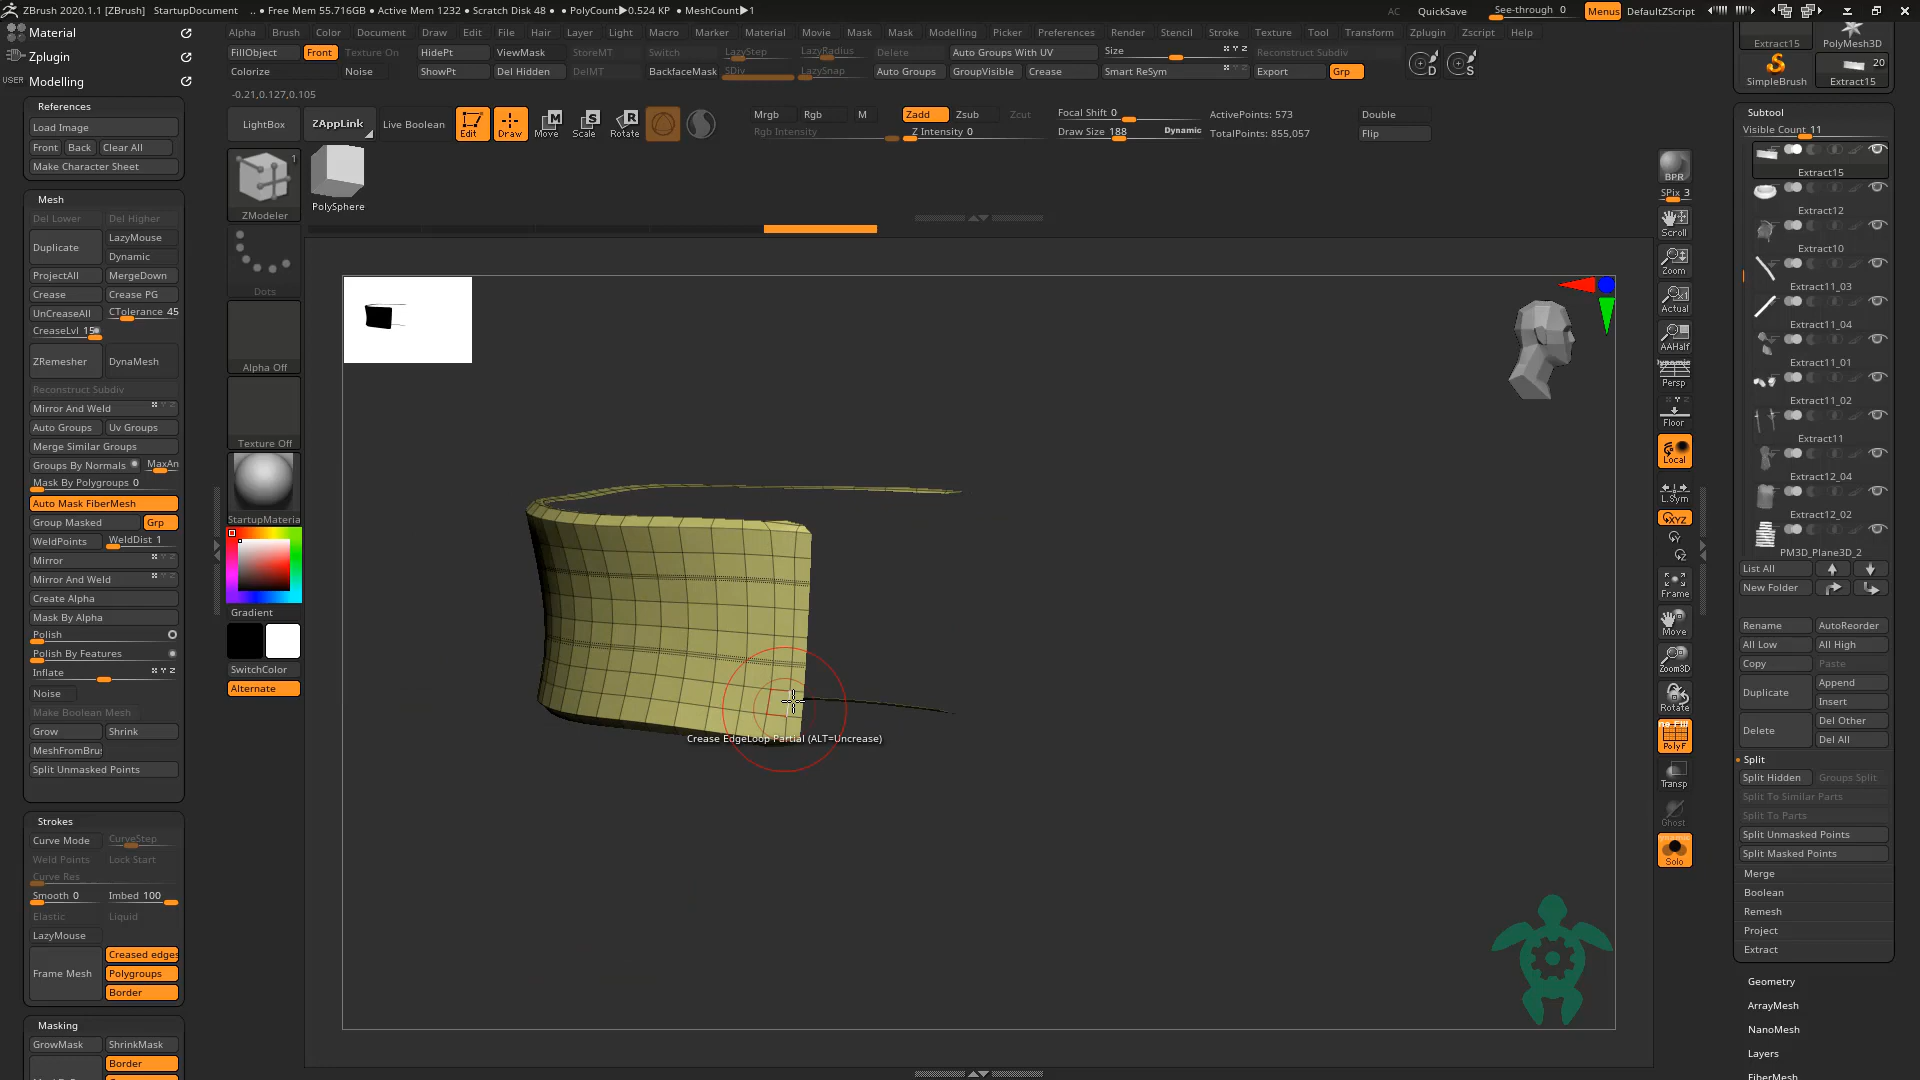 ZBrush 2020.1.1 [EJ BDS] StartupDocument .. • Free Mem 55.716GB • Active Mem 1232 • Scratch Disk 48 • • PolyCount▶0.524 KP • MeshCount▶1 AC QuickSave See-through 0 Menus DefaultZScript
Material Alpha Brush Color Document Draw Edit File Hair Layer Light Macro Marker Material Movie Mask Mask Modelling Picker Preferences Render Stencil Stroke Texture Tool Transform Zplugin Zscript Help
FillObject Front Texture On HidePt ViewMask StoreMT Switch LazyStep LazyRadius Delete Auto Groups With UV Size Reconstruct Subdiv
Colorize Noise ShowPt Del Hidden DelMT BackfaceMask SDiv LazySnap Auto Groups GroupVisible Crease Smart ReSym Export Grp
D S
-0.21,0.127,0.105
LightBox ZAppLink Live Boolean Edit Draw Move Scale Rotate
Mrgb Rgb M Zadd Zsub Zcut Focal Shift 0 ActivePoints: 573 Double
Rgb Intensity Z Intensity 0 Draw Size 188 Dynamic TotalPoints: 855,057 Flip
Zplugin
USER Modelling
References
Load Image
Front Back Clear All
Make Character Sheet
Mesh
Del Lower Del Higher
Duplicate LazyMouse
Dynamic
ProjectAll MergeDown
Crease Crease PG
UnCreaseAll CTolerance 45
CreaseLvl 15
ZRemesher DynaMesh
Reconstruct Subdiv
Mirror And Weld
Auto Groups Uv Groups
Merge Similar Groups
Groups By Normals MaxAn
Mask By Polygroups 0
Auto Mask FiberMesh
Group Masked Grp
WeldPoints WeldDist 1
Mirror
Mirror And Weld
Create Alpha
Mask By Alpha
Polish
Polish By Features
Inflate
Noise
Make Boolean Mesh
Grow Shrink
MeshFromBrus
Split Unmasked Points
Strokes
Curve Mode CurveStep
Weld Points Lock Start
Curve Res
Smooth 0 Imbed 100
Elastic Liquid
LazyMouse
Frame Mesh Creased edges
Polygroups
Border
Masking
GrowMask ShrinkMask
Border
1
ZModeler
PolySphere
Dots
Alpha Off
Texture Off
StartupMateria
Gradient
SwitchColor
Alternate
Crease EdgeLoop Partial (ALT=Uncrease)
BPR
SPix 3
Scroll
Zoom
Actual
AAHalf
Dynamic
Persp
Floor
Local
L.Sym
XYZ
Frame
Move
Zoom3D
Rotate
PolyF
Transp
Ghost
Dynamic
Solo
Extract15 PolyMesh3D
20
SimpleBrush Extract15
Subtool
Visible Count 11
Extract15
Extract12
Extract10
Extract11_03
Extract11_04
Extract11_01
Extract11_02
Extract11
Extract12_04
Extract12_02
PM3D_Plane3D_2
List All
New Folder
Rename AutoReorder
All Low All High
Copy Paste
Duplicate Append
Insert
Delete Del Other
Del All
Split
Split Hidden Groups Split
Split To Similar Parts
Split To Parts
Split Unmasked Points
Split Masked Points
Merge
Boolean
Remesh
Project
Extract
Geometry
ArrayMesh
NanoMesh
Layers
FiberMesh